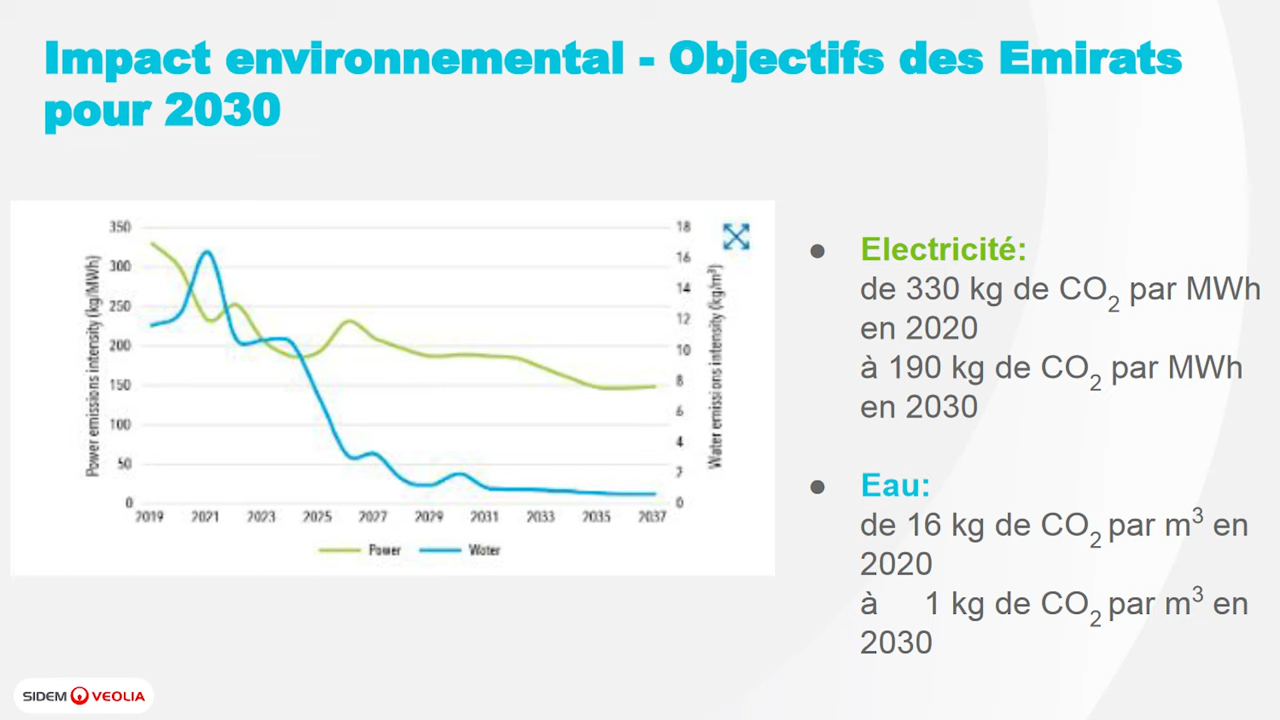 Impact environnemental - Objectifs des Emirats
pour 2030
350
300
250
200
150
100
50
0
Power emissions intensity (kg/MWh)
18
16
14
12
10
8
6
4
2
0
Water emissions intensity (kg/m³)
2019 2021 2023 2025 2027 2029 2031 2033 2035 2037
Power Water
● Electricité:
de 330 kg de CO₂ par MWh
en 2020
à 190 kg de CO₂ par MWh
en 2030
● Eau:
de 16 kg de CO₂ par m³ en
2020
à 1 kg de CO₂ par m³ en
2030
SIDEM VEOLIA